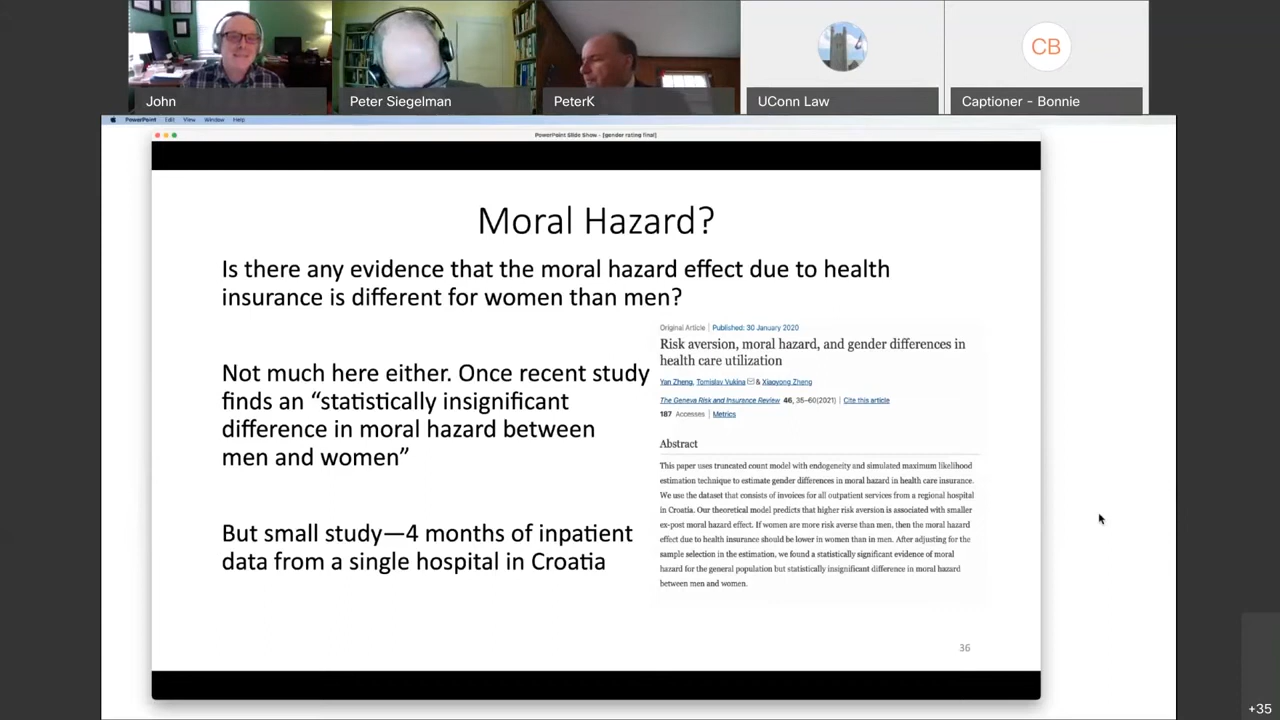 John
Peter Siegelman
PeterK
UConn Law
CB
Captioner - Bonnie
PowerPoint Edit View Window Help
PowerPoint Slide Show - [gender rating final]
Moral Hazard?
Is there any evidence that the moral hazard effect due to health
insurance is different for women than men?
Not much here either. Once recent study
finds an “statistically insignificant
difference in moral hazard between
men and women”
But small study—4 months of inpatient
data from a single hospital in Croatia
Original Article | Published: 30 January 2020
Risk aversion, moral hazard, and gender differences in
health care utilization
Yan Zheng, Tomislav Vukina & Xiaoyong Zheng
The Geneva Risk and Insurance Review 46, 35–60(2021) | Cite this article
187 Accesses | Metrics
Abstract
This paper uses truncated count model with endogeneity and simulated maximum likelihood
estimation technique to estimate gender differences in moral hazard in health care insurance.
We use the dataset that consists of invoices for all outpatient services from a regional hospital
in Croatia. Our theoretical model predicts that higher risk aversion is associated with smaller
ex-post moral hazard effect. If women are more risk averse than men, then the moral hazard
effect due to health insurance should be lower in women than in men. After adjusting for the
sample selection in the estimation, we found a statistically significant evidence of moral
hazard for the general population but statistically insignificant difference in moral hazard
between men and women.
36
+35